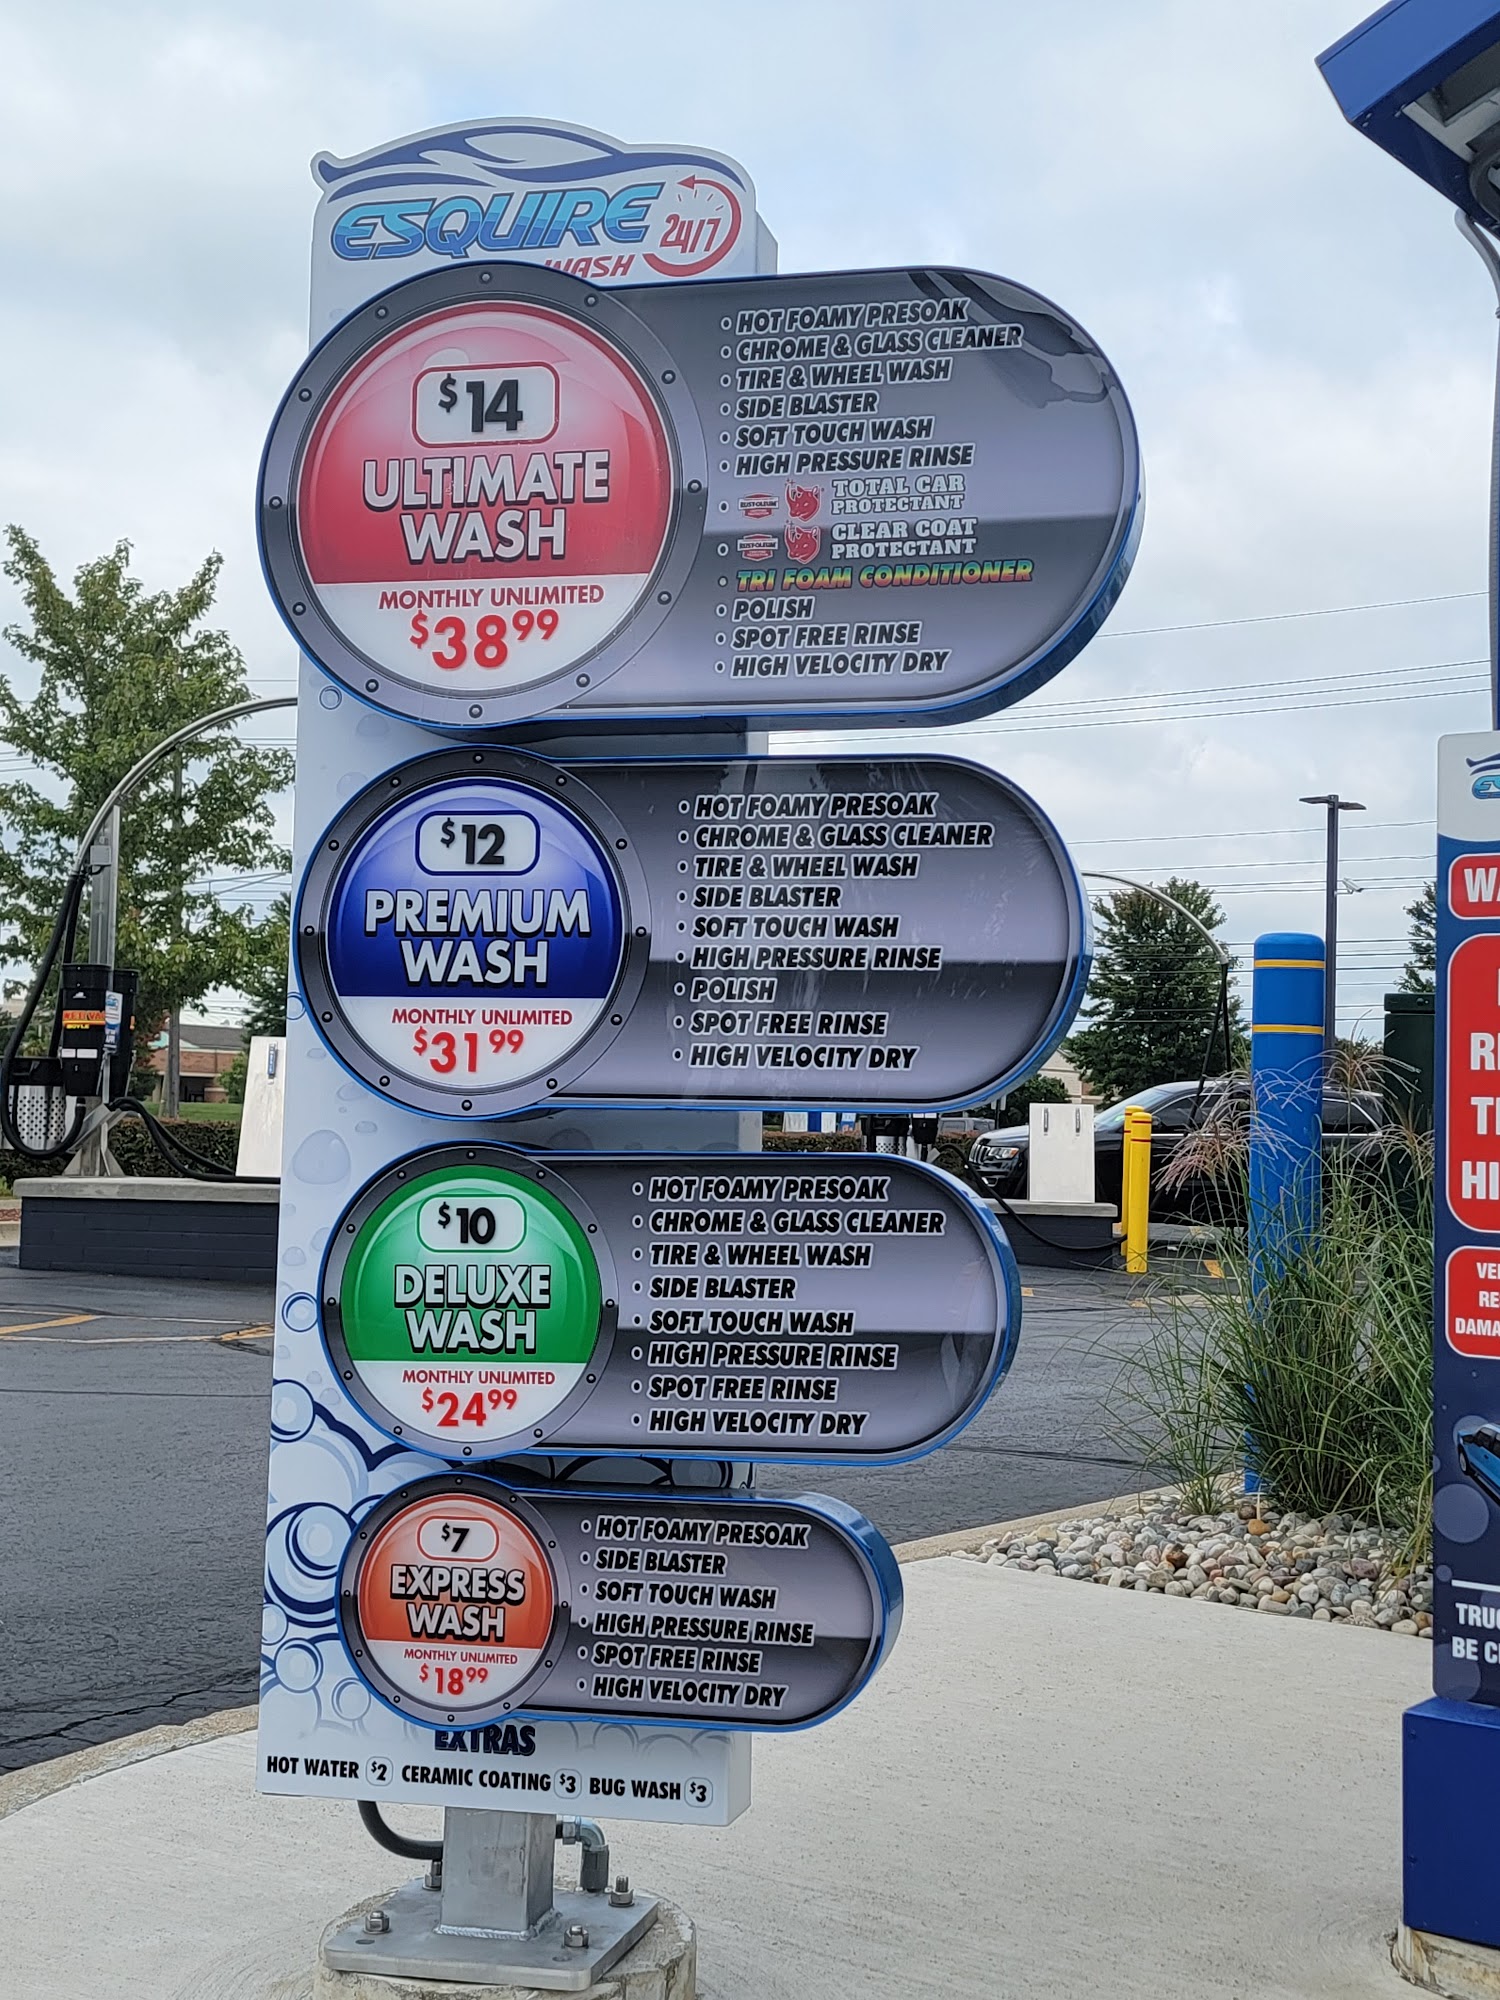 ESQUIRE 24/7
WASH
$14
ULTIMATE
WASH
MONTHLY UNLIMITED
$38.99
• HOT FOAMY PRESOAK
• CHROME & GLASS CLEANER
• TIRE & WHEEL WASH
• SIDE BLASTER
• SOFT TOUCH WASH
• HIGH PRESSURE RINSE
• RUST-OLEUM TOTAL CAR
PROTECTANT
• RUST-OLEUM CLEAR COAT
PROTECTANT
• TRI FOAM CONDITIONER
• POLISH
• SPOT FREE RINSE
• HIGH VELOCITY DRY
$12
PREMIUM
WASH
MONTHLY UNLIMITED
$31.99
• HOT FOAMY PRESOAK
• CHROME & GLASS CLEANER
• TIRE & WHEEL WASH
• SIDE BLASTER
• SOFT TOUCH WASH
• HIGH PRESSURE RINSE
• POLISH
• SPOT FREE RINSE
• HIGH VELOCITY DRY
$10
DELUXE
WASH
MONTHLY UNLIMITED
$24.99
• HOT FOAMY PRESOAK
• CHROME & GLASS CLEANER
• TIRE & WHEEL WASH
• SIDE BLASTER
• SOFT TOUCH WASH
• HIGH PRESSURE RINSE
• SPOT FREE RINSE
• HIGH VELOCITY DRY
$7
EXPRESS
WASH
MONTHLY UNLIMITED
$18.99
• HOT FOAMY PRESOAK
• SIDE BLASTER
• SOFT TOUCH WASH
• HIGH PRESSURE RINSE
• SPOT FREE RINSE
• HIGH VELOCITY DRY
EXTRAS
HOT WATER $2 CERAMIC COATING $3 BUG WASH $3